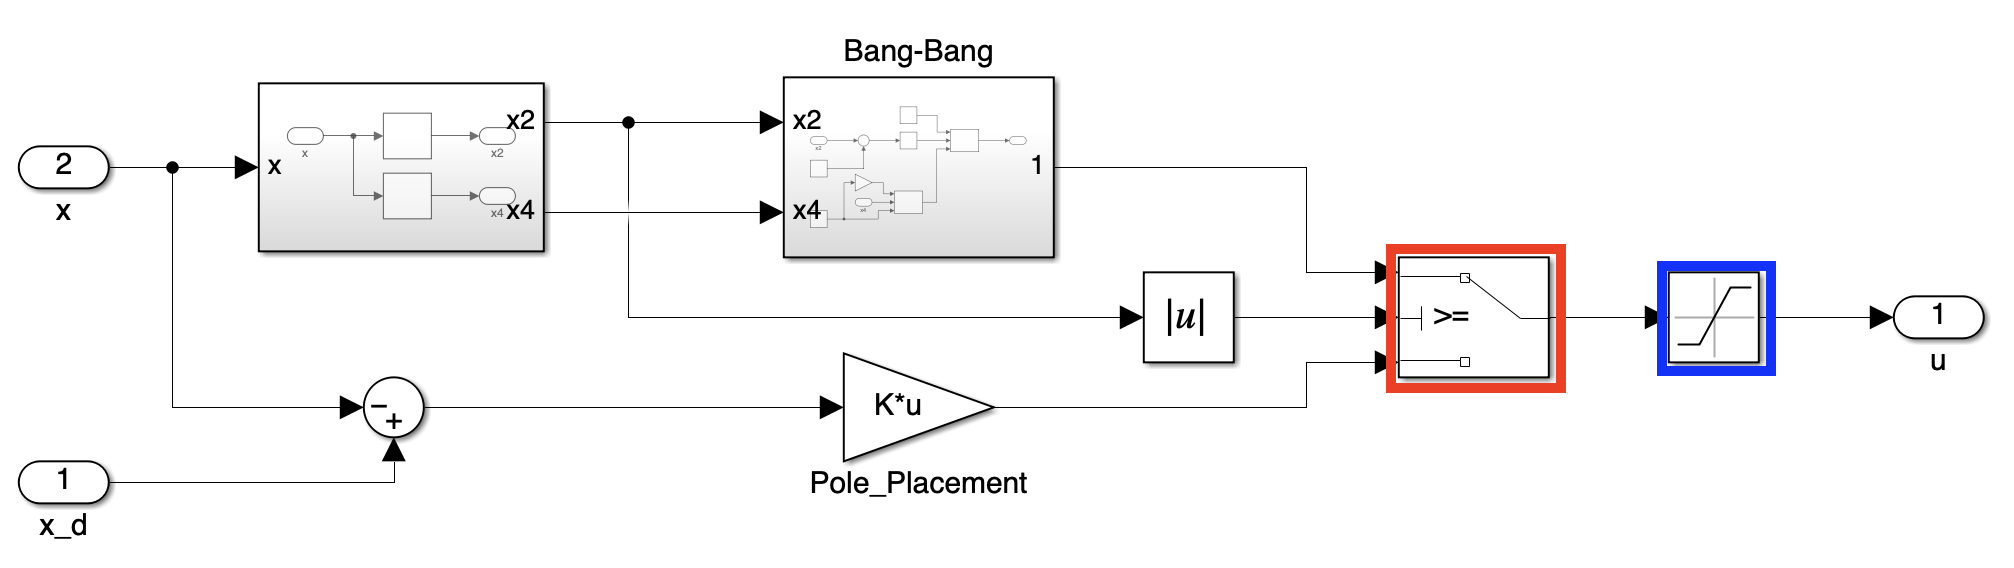 Bang-Bang
2
x
x
x
x2
x4
x2
x4
x2
x4
x2
x4
1
|u|
>=
1
u
−
+
K*u
Pole_Placement
1
x_d